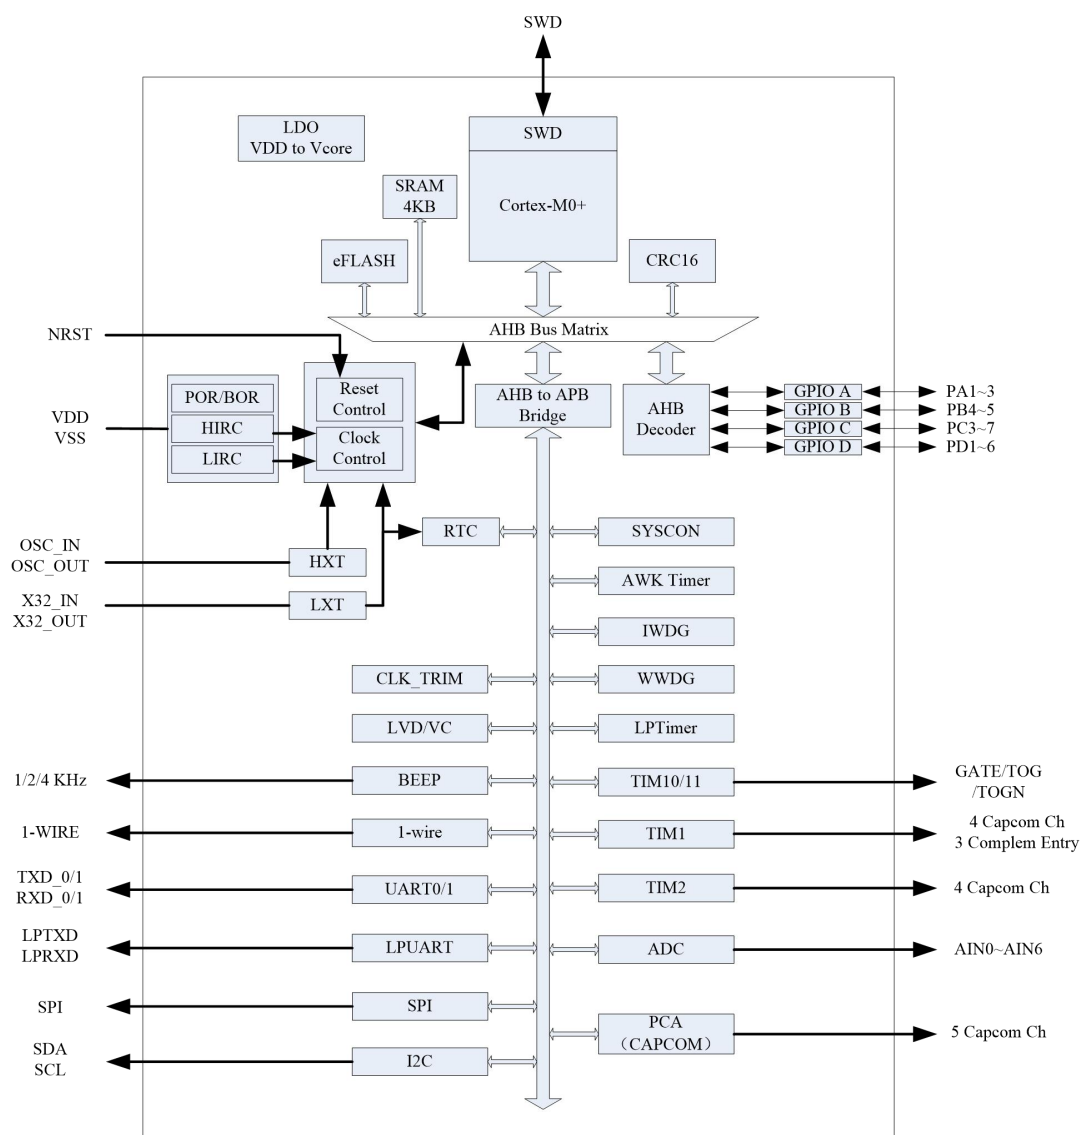 SWD
LDO
VDD to Vcore
SWD
Cortex-M0+
SRAM
4KB
eFLASH
CRC16
AHB Bus Matrix
NRST
Reset
Control
POR/BOR
HIRC
LIRC
Clock
Control
VDD
VSS
AHB to APB
Bridge
AHB
Decoder
GPIO A
PA1~3
GPIO B
PB4~5
GPIO C
PC3~7
GPIO D
PD1~6
RTC
SYSCON
OSC_IN
OSC_OUT
HXT
AWK Timer
X32_IN
X32_OUT
LXT
IWDG
CLK_TRIM
WWDG
LVD/VC
LPTimer
1/2/4 KHz
BEEP
TIM10/11
GATE/TOG
/TOGN
1-WIRE
1-wire
TIM1
4 Capcom Ch
3 Complem Entry
TXD_0/1
RXD_0/1
UART0/1
TIM2
4 Capcom Ch
LPTXD
LPRXD
LPUART
ADC
AIN0~AIN6
SPI
SPI
PCA
（CAPCOM）
5 Capcom Ch
SDA
SCL
I2C